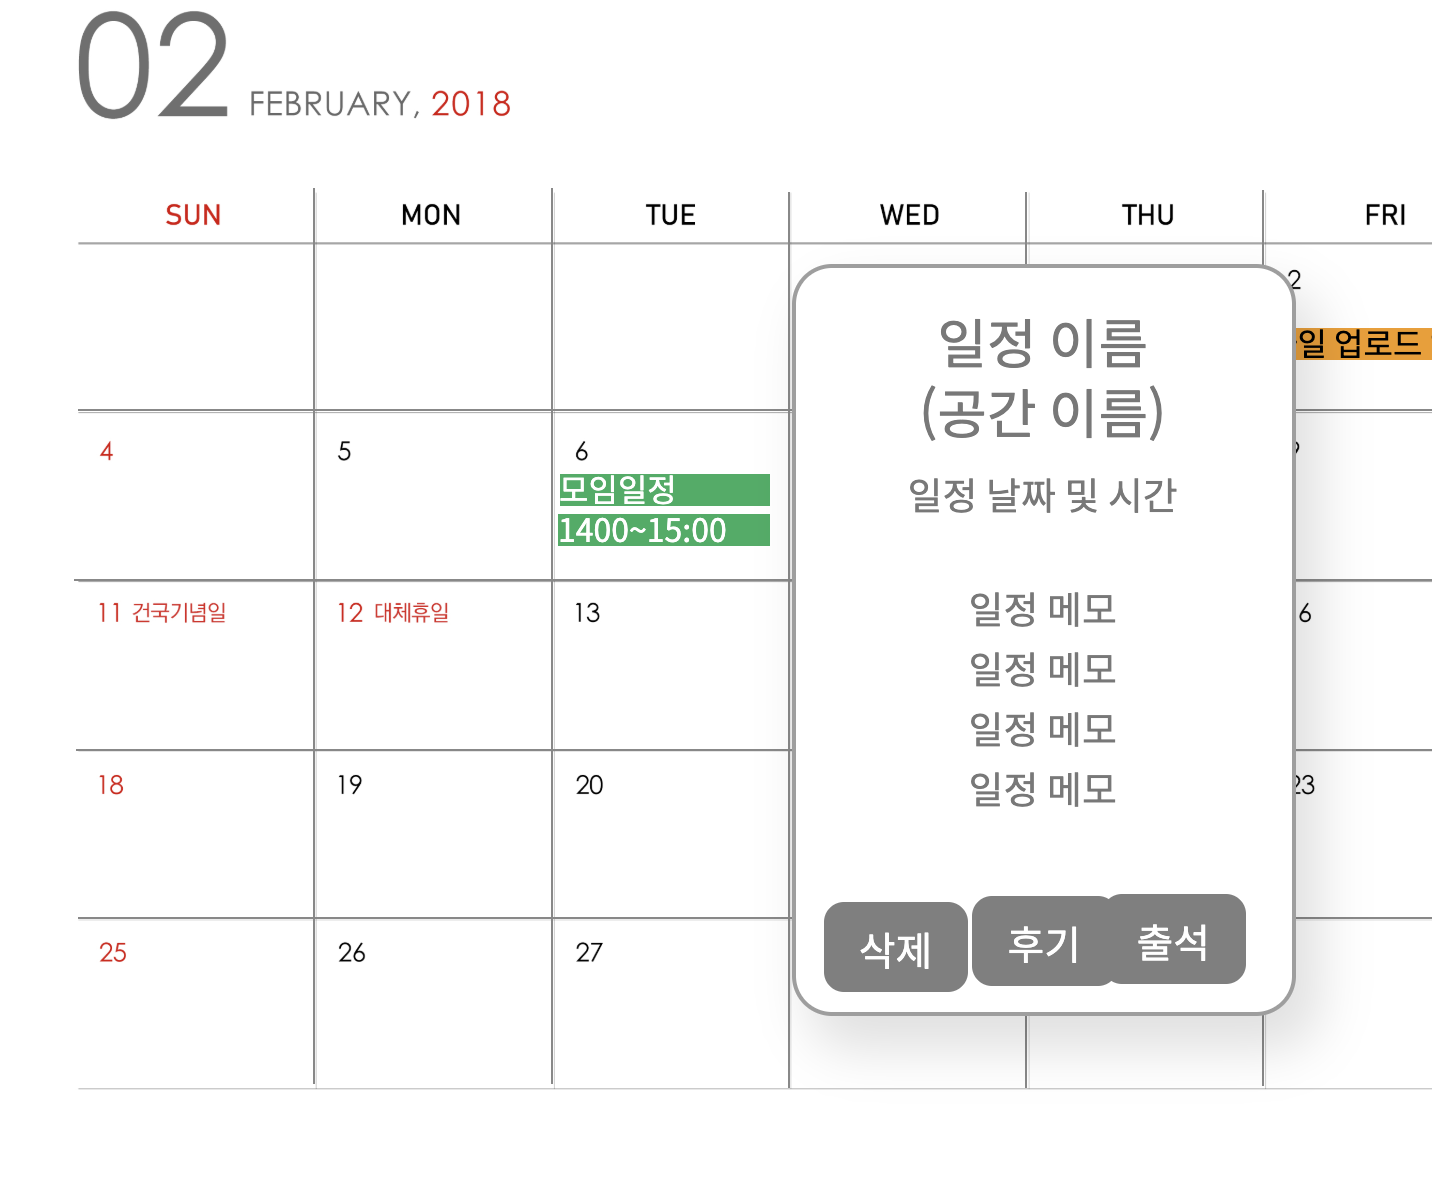 02 FEBRUARY, 2018
SUN MON TUE WED THU FRI
2
일 업로드
4 5 6
모임일정
1400~15:00
11 건국기념일 12 대체휴일 13 6
18 19 20 23
25 26 27
일정 이름
(공간 이름)
일정 날짜 및 시간
일정 메모
일정 메모
일정 메모
일정 메모
삭제 후기 출석